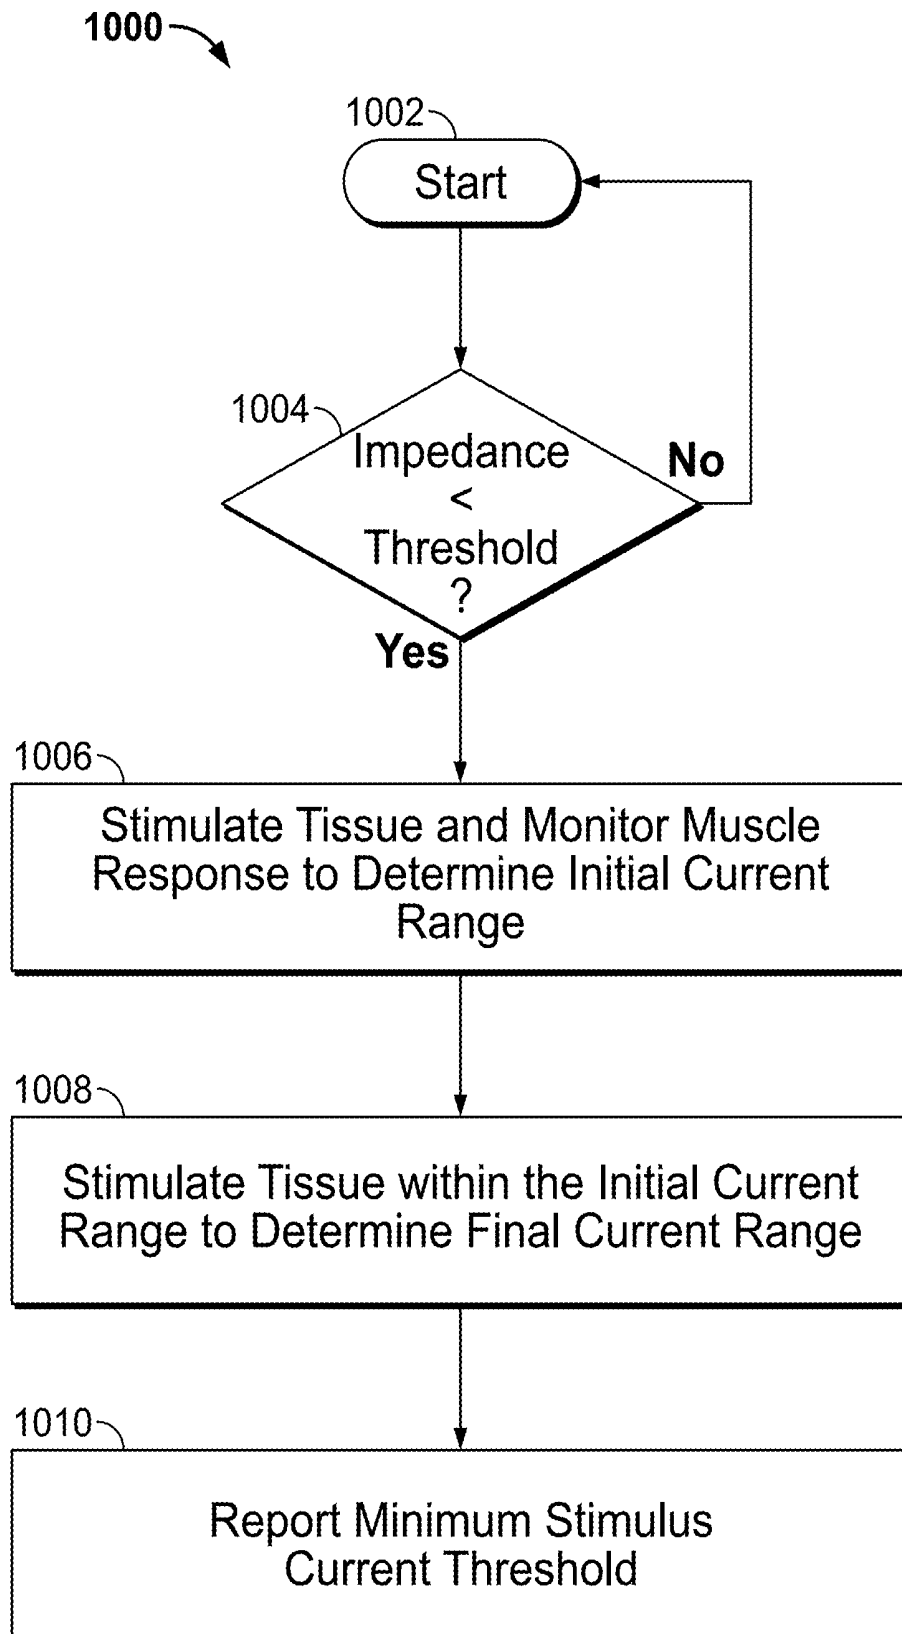 1000
1002
Start
1004
Impedance
<
Threshold
?
No
Yes
1006
Stimulate Tissue and Monitor Muscle
Response to Determine Initial Current
Range
1008
Stimulate Tissue within the Initial Current
Range to Determine Final Current Range
1010
Report Minimum Stimulus
Current Threshold